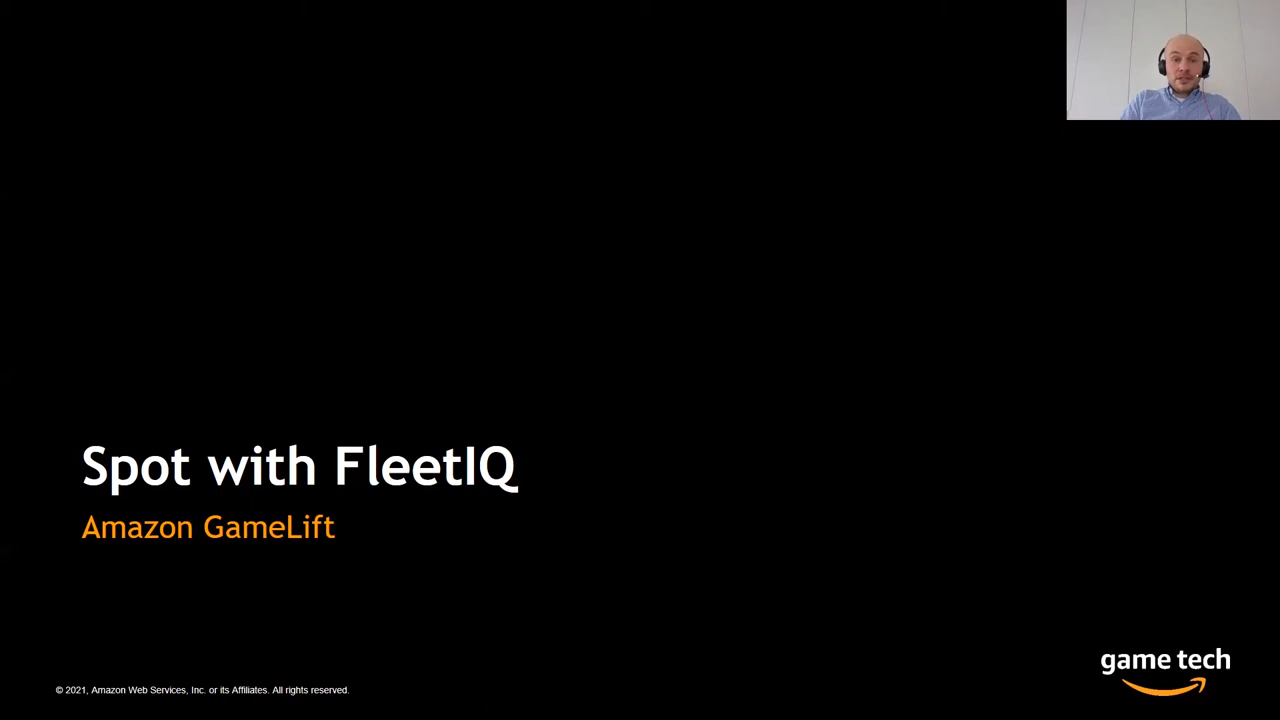 Spot with FleetIQ
Amazon GameLift
game tech
© 2021, Amazon Web Services, Inc. or its Affiliates. All rights reserved.